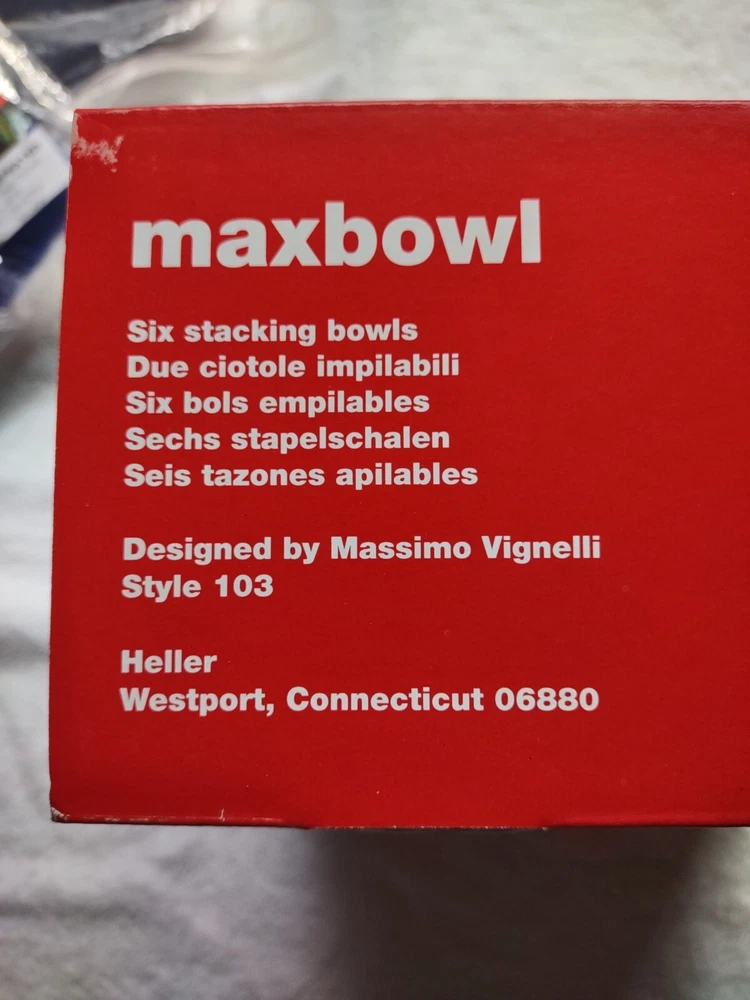 maxbowl
Six stacking bowls
Due ciotole impilabili
Six bols empilables
Sechs stapelschalen
Seis tazones apilables
Designed by Massimo Vignelli
Style 103
Heller
Westport, Connecticut 06880